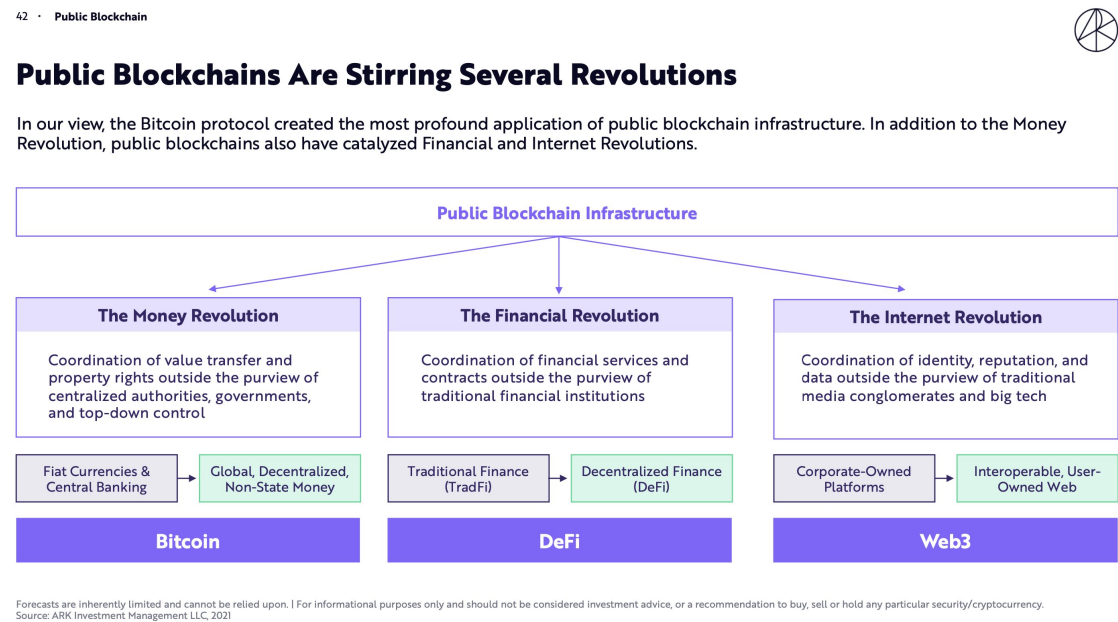 42 · Public Blockchain
Public Blockchains Are Stirring Several Revolutions
In our view, the Bitcoin protocol created the most profound application of public blockchain infrastructure. In addition to the Money
Revolution, public blockchains also have catalyzed Financial and Internet Revolutions.
Public Blockchain Infrastructure
The Money Revolution
Coordination of value transfer and
property rights outside the purview of
centralized authorities, governments,
and top-down control
Fiat Currencies &
Central Banking
Global, Decentralized,
Non-State Money
Bitcoin
The Financial Revolution
Coordination of financial services and
contracts outside the purview of
traditional financial institutions
Traditional Finance
(TradFi)
Decentralized Finance
(DeFi)
DeFi
The Internet Revolution
Coordination of identity, reputation, and
data outside the purview of traditional
media conglomerates and big tech
Corporate-Owned
Platforms
Interoperable, User-
Owned Web
Web3
Forecasts are inherently limited and cannot be relied upon. | For informational purposes only and should not be considered investment advice, or a recommendation to buy, sell or hold any particular security/cryptocurrency.
Source: ARK Investment Management LLC, 2021